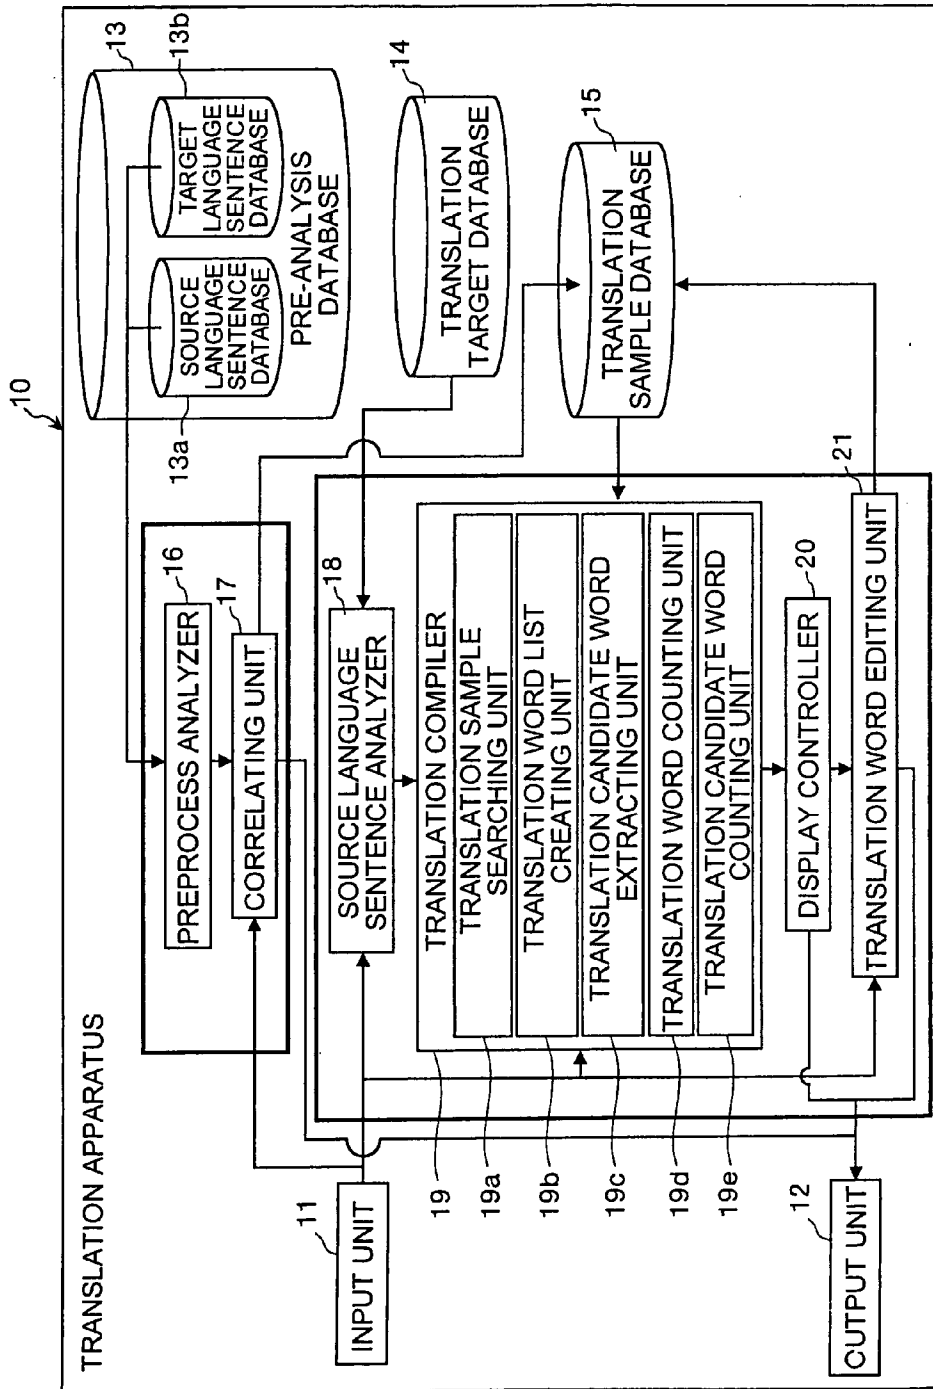 TRANSLATION APPARATUS
10
11
INPUT UNIT
12
OUTPUT UNIT
PREPROCESS ANALYZER
16
CORRELATING UNIT
17
13
13a
SOURCE
LANGUAGE
SENTENCE
DATABASE
13b
TARGET
LANGUAGE
SENTENCE
DATABASE
PRE-ANALYSIS
DATABASE
14
TRANSLATION
TARGET DATABASE
15
TRANSLATION
SAMPLE DATABASE
18
SOURCE LANGUAGE
SENTENCE ANALYZER
19
TRANSLATION COMPILER
19a
TRANSLATION SAMPLE
SEARCHING UNIT
19b
TRANSLATION WORD LIST
CREATING UNIT
19c
TRANSLATION CANDIDATE WORD
EXTRACTING UNIT
19d
TRANSLATION WORD COUNTING UNIT
19e
TRANSLATION CANDIDATE WORD
COUNTING UNIT
DISPLAY CONTROLLER
20
TRANSLATION WORD EDITING UNIT
21